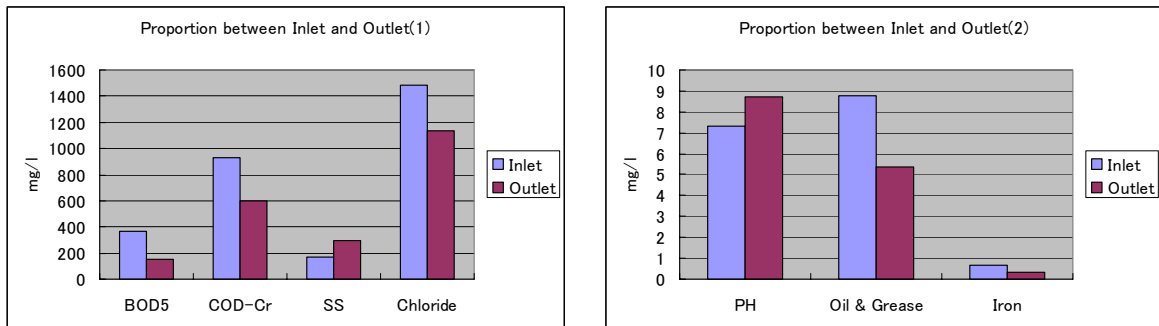 Proportion between Inlet and Outlet(1)
1600
1400
1200
1000
800
600
400
200
0
mg/l
BOD5 COD-Cr SS Chloride
Inlet
Outlet
Proportion between Inlet and Outlet(2)
10
9
8
7
6
5
4
3
2
1
0
mg/l
PH Oil & Grease Iron
Inlet
Outlet